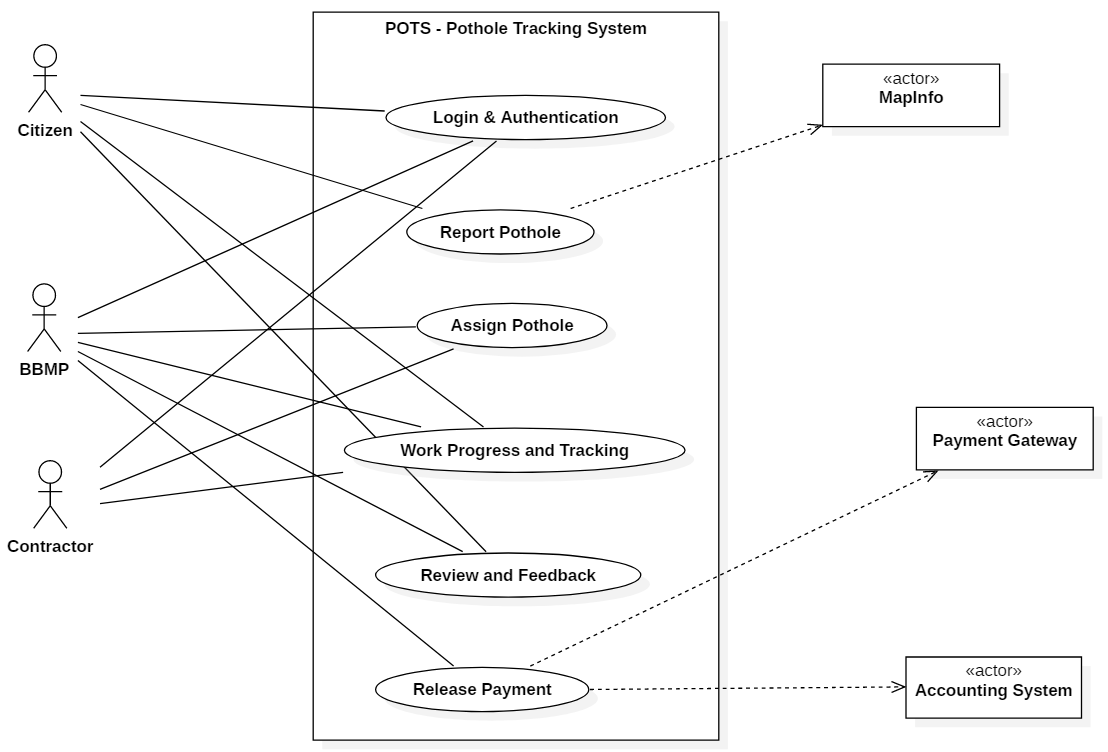 POTS - Pothole Tracking System
Citizen
BBMP
Contractor
Login & Authentication
Report Pothole
Assign Pothole
Work Progress and Tracking
Review and Feedback
Release Payment
«actor»
MapInfo
«actor»
Payment Gateway
«actor»
Accounting System